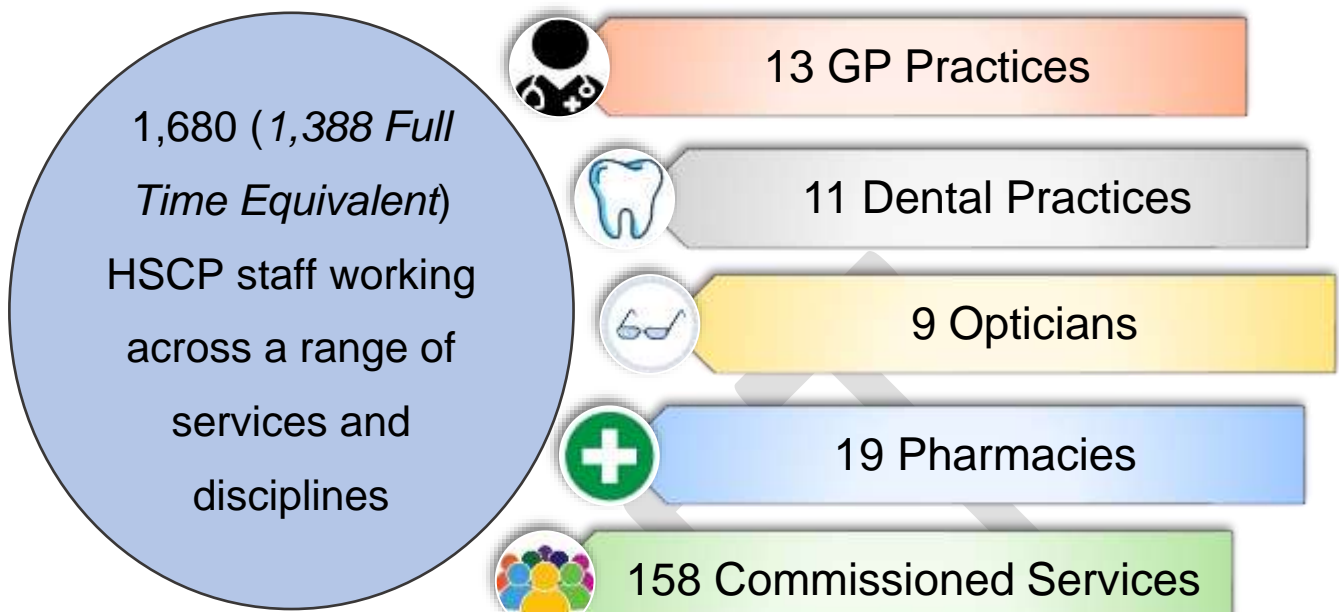 1,680 (1,388 Full
Time Equivalent)
HSCP staff working
across a range of
services and
disciplines
13 GP Practices
11 Dental Practices
9 Opticians
19 Pharmacies
158 Commissioned Services